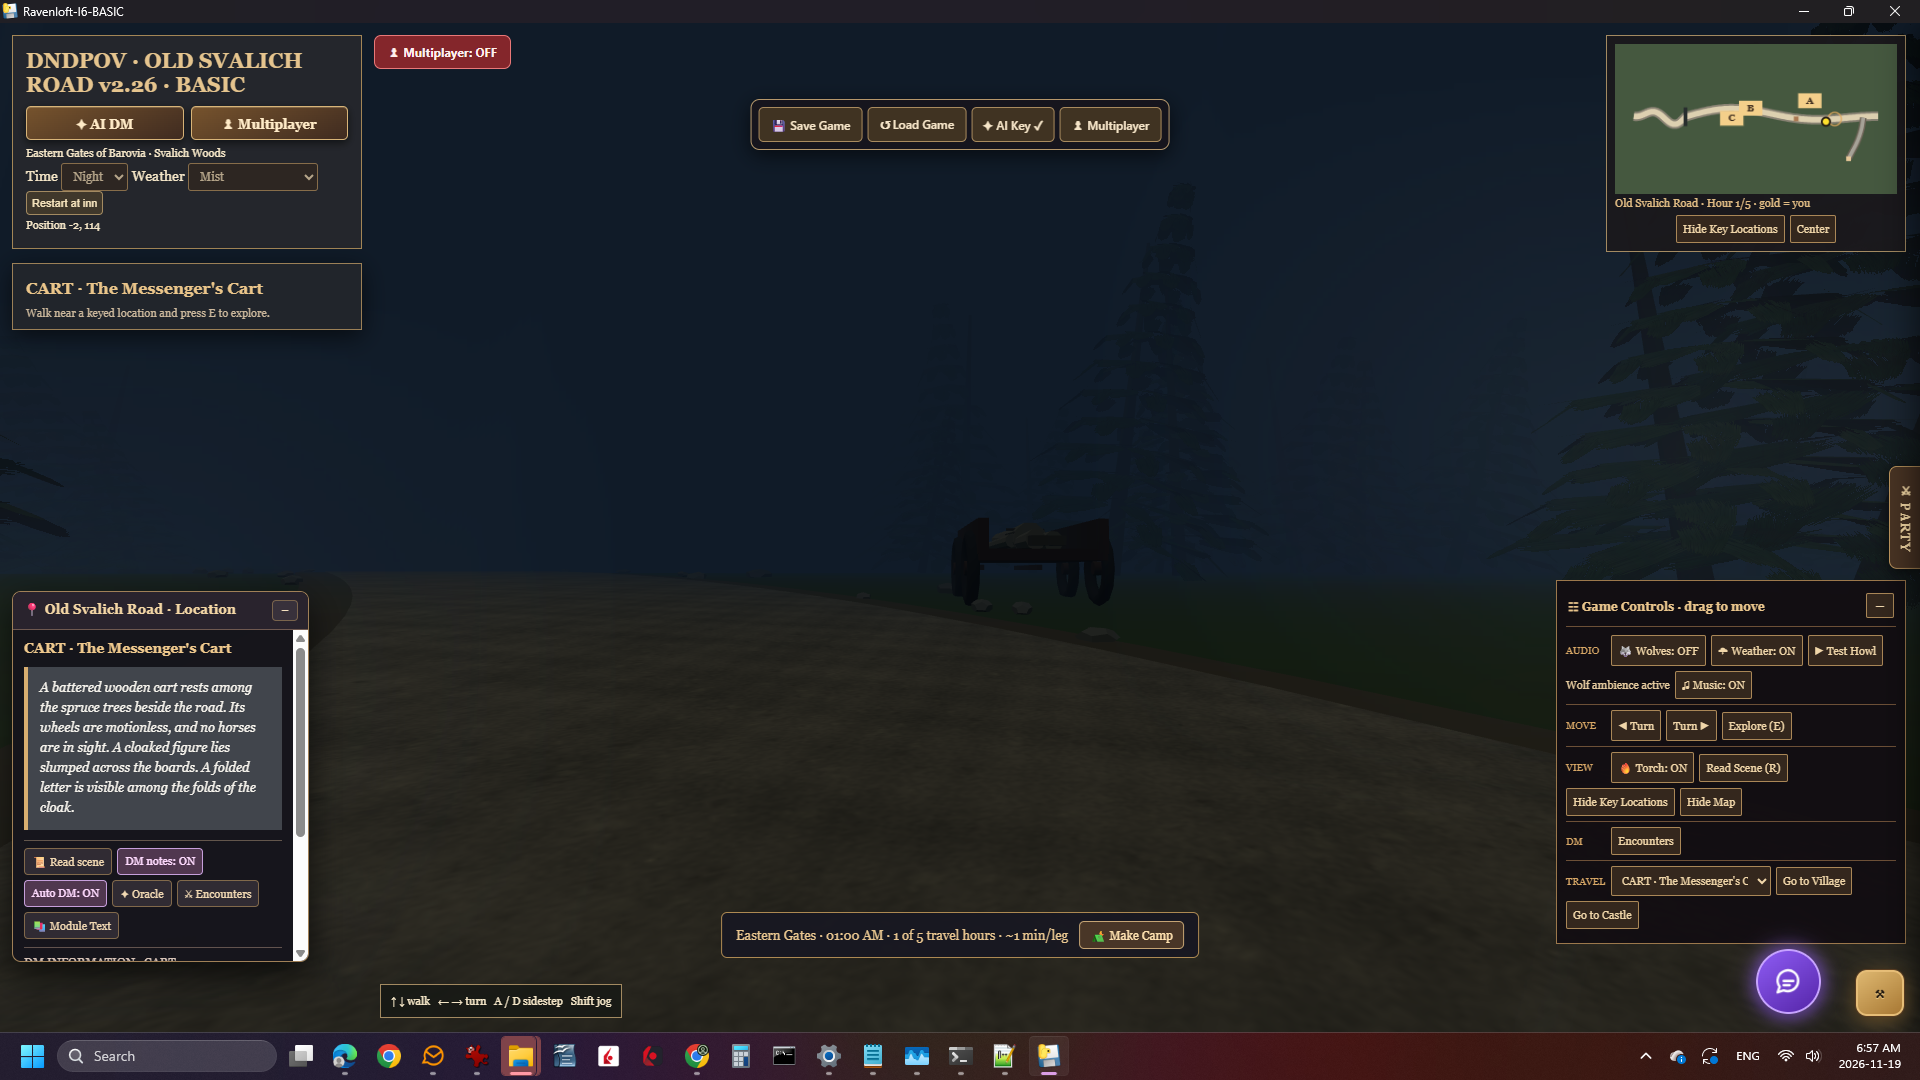 Ravenloft-I6-BASIC
DNDPOV · OLD SVALICH
ROAD v2.26 · BASIC
✦ AI DM
Multiplayer
Eastern Gates of Barovia · Svalich Woods
Time Night Weather Mist
Restart at inn
Position -2, 114
CART · The Messenger's Cart
Walk near a keyed location and press E to explore.
Multiplayer: OFF
Save Game
↺ Load Game
✦ AI Key ✓
Multiplayer
A
B
C
Old Svalich Road · Hour 1/5 · gold = you
Hide Key Locations
Center
PARTY
Old Svalich Road · Location
−
CART · The Messenger's Cart
A battered wooden cart rests among
the spruce trees beside the road. Its
wheels are motionless, and no horses
are in sight. A cloaked figure lies
slumped across the boards. A folded
letter is visible among the folds of the
cloak.
Read scene
DM notes: ON
Auto DM: ON
✦ Oracle
⚔ Encounters
Module Text
DM INFORMATION · CART
Game Controls · drag to move
−
AUDIO
Wolves: OFF
Weather: ON
▶ Test Howl
Wolf ambience active
♫ Music: ON
MOVE
◀ Turn
Turn ▶
Explore (E)
VIEW
Torch: ON
Read Scene (R)
Hide Key Locations
Hide Map
DM
Encounters
TRAVEL
CART · The Messenger's C
Go to Village
Go to Castle
Eastern Gates · 01:00 AM · 1 of 5 travel hours · ~1 min/leg
Make Camp
↑↓ walk ←→ turn A / D sidestep Shift jog
Search
ENG
6:57 AM
2026-11-19